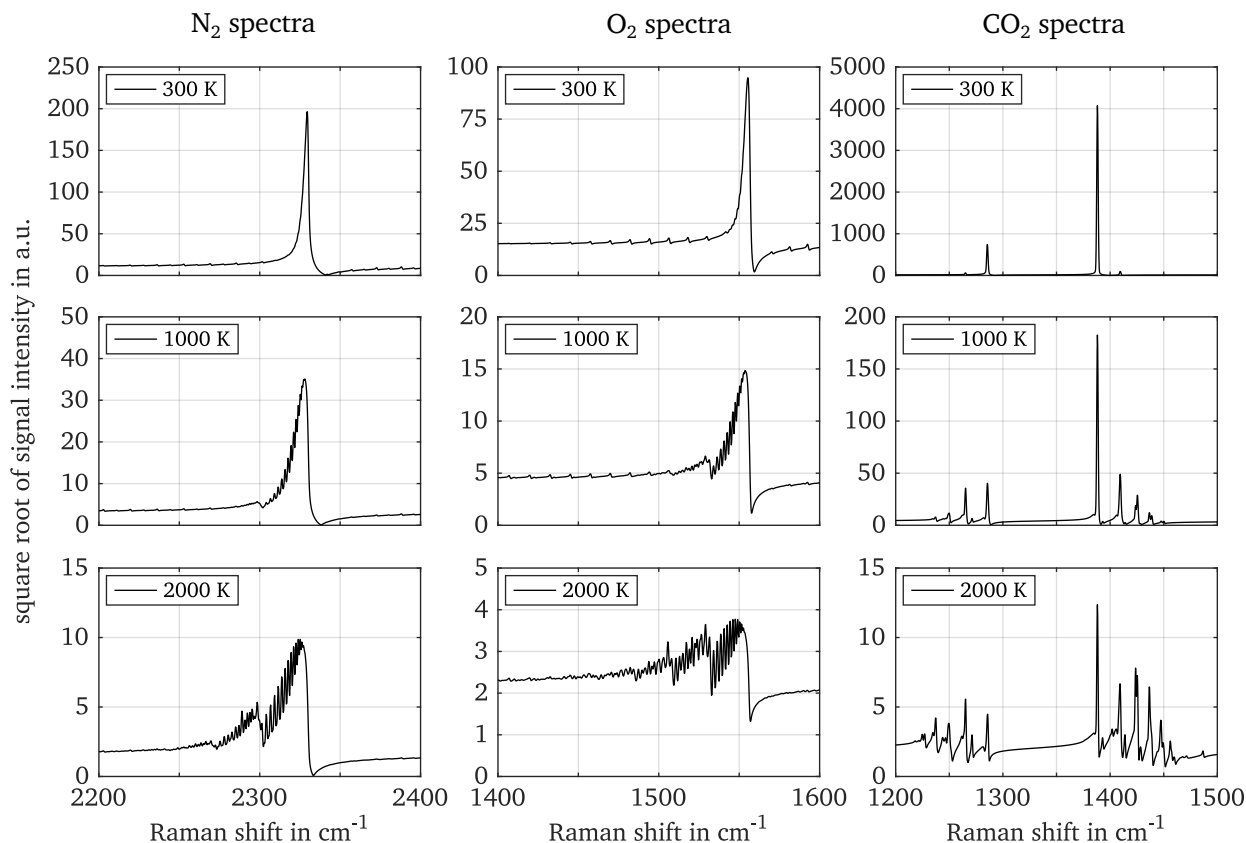 N₂ spectra
O₂ spectra
CO₂ spectra
square root of signal intensity in a.u.
250
200
150
100
50
0
300 K
100
75
50
25
0
300 K
5000
4000
3000
2000
1000
0
300 K
50
40
30
20
10
0
1000 K
20
15
10
5
0
1000 K
200
150
100
50
0
1000 K
15
10
5
0
2000 K
2200 2300 2400
Raman shift in cm⁻¹
5
4
3
2
1
0
2000 K
1400 1500 1600
Raman shift in cm⁻¹
15
10
5
0
2000 K
1200 1300 1400 1500
Raman shift in cm⁻¹